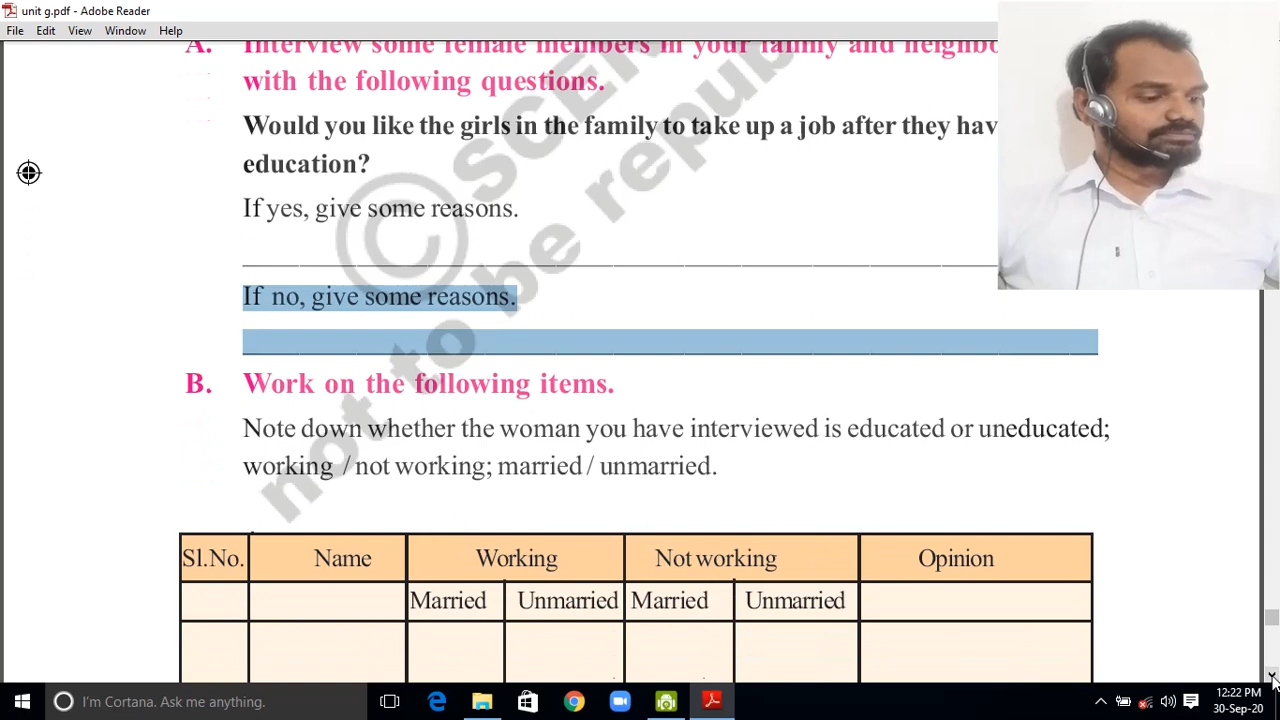 unit g.pdf - Adobe Reader
File Edit View Window Help
A. Interview some female members in your family and
with the following questions.
Would you like the girls in the family to take up a job after they
education?
If yes, give some reasons.
If no, give some reasons.
B. Work on the following items.
Note down whether the woman you have interviewed is educated or uneducated;
working / not working; married / unmarried.
Sl.No. Name Working Not working Opinion
Married Unmarried Married Unmarried
not to be
I'm Cortana. Ask me anything.
12:22 PM
30-Sep-20